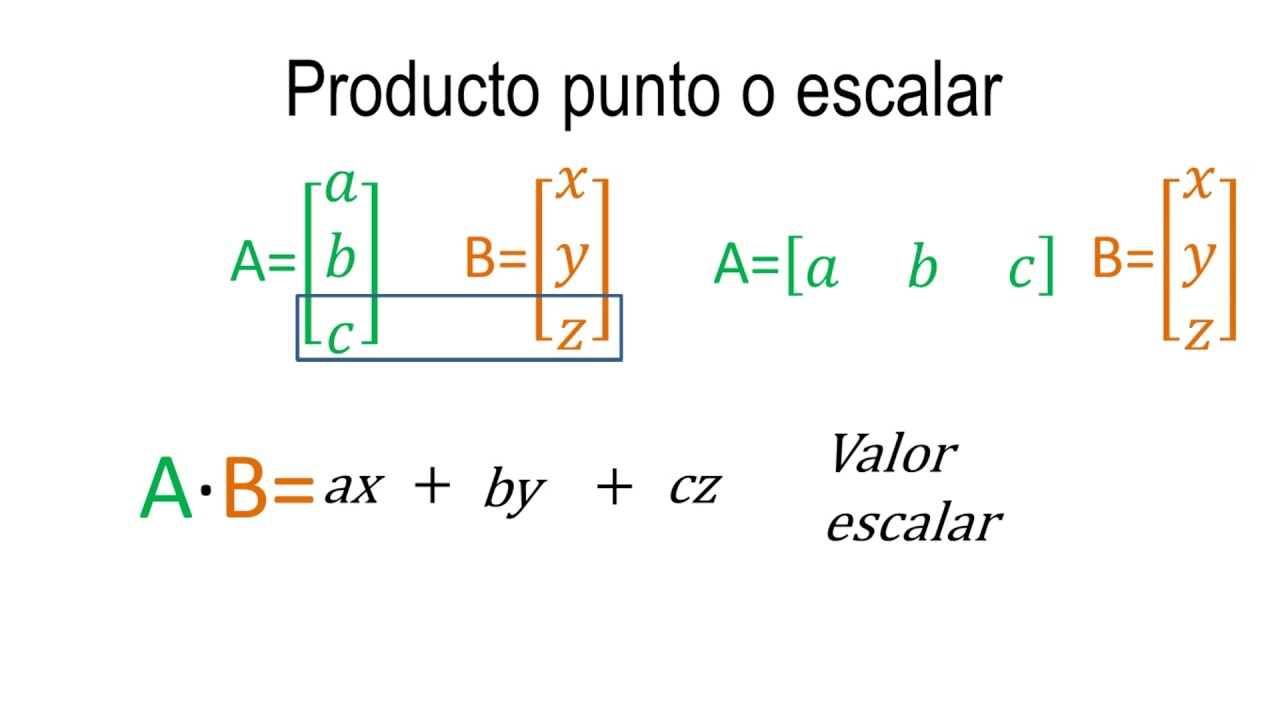 Producto punto o escalar
A=[a b c] B=[x y z] A=[a b c] B=[x y z]
A·B= ax + by + cz
Valor
escalar